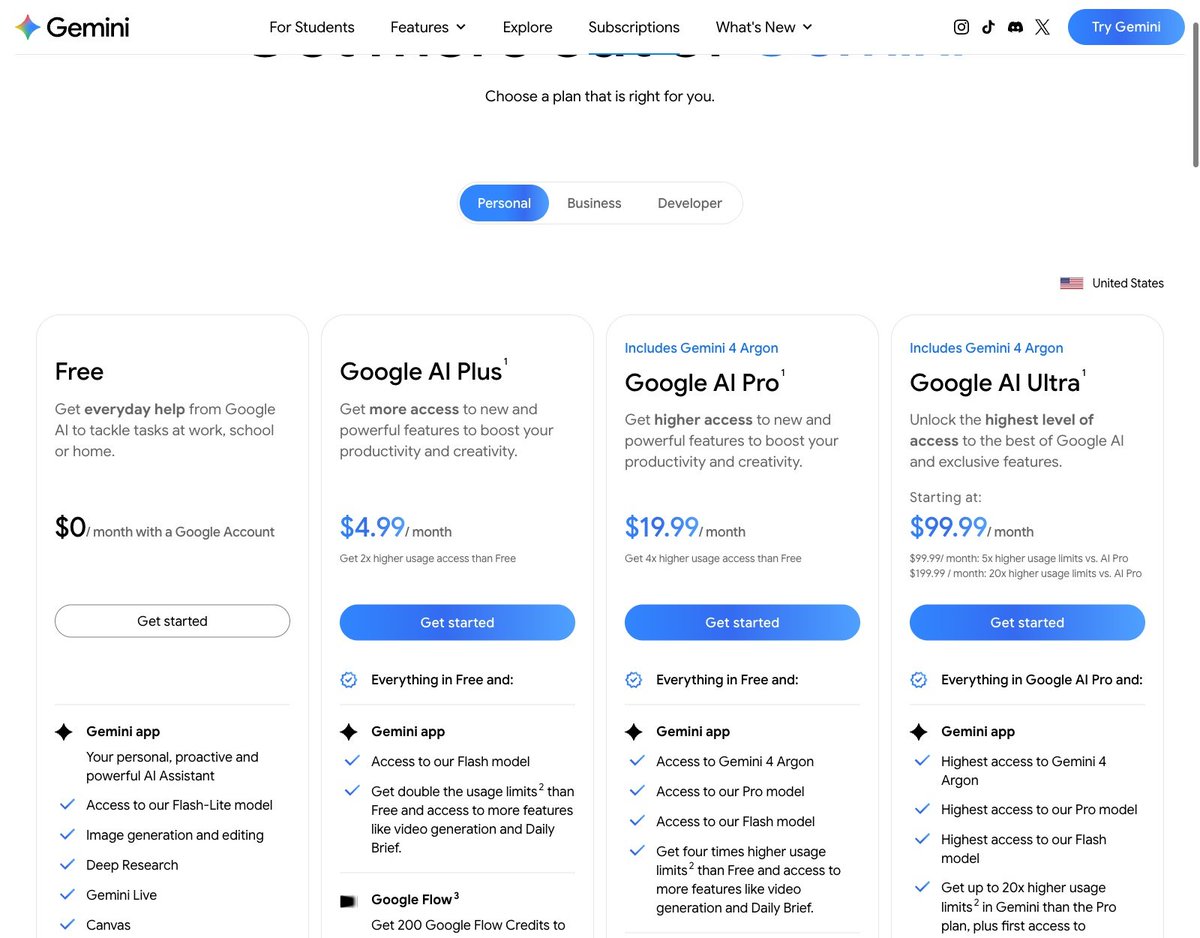 Gemini
For Students
Features
Explore
Subscriptions
What's New
Try Gemini
Choose a plan that is right for you.
Personal
Business
Developer
United States
Free
Get everyday help from Google
AI to tackle tasks at work, school
or home.
$0/ month with a Google Account
Get started
Gemini app
Your personal, proactive and
powerful AI Assistant
Access to our Flash-Lite model
Image generation and editing
Deep Research
Gemini Live
Canvas
Google AI Plus¹
Get more access to new and
powerful features to boost your
productivity and creativity.
$4.99/ month
Get 2x higher usage access than Free
Get started
Everything in Free and:
Gemini app
Access to our Flash model
Get double the usage limits² than
Free and access to more features
like video generation and Daily
Brief.
Google Flow³
Get 200 Google Flow Credits to
Includes Gemini 4 Argon
Google AI Pro¹
Get higher access to new and
powerful features to boost your
productivity and creativity.
$19.99/ month
Get 4x higher usage access than Free
Get started
Everything in Free and:
Gemini app
Access to Gemini 4 Argon
Access to our Pro model
Access to our Flash model
Get four times higher usage
limits² than Free and access to
more features like video
generation and Daily Brief.
Includes Gemini 4 Argon
Google AI Ultra¹
Unlock the highest level of
access to the best of Google AI
and exclusive features.
Starting at:
$99.99/ month
$99.99/ month: 5x higher usage limits vs. AI Pro
$199.99 / month: 20x higher usage limits vs. AI Pro
Get started
Everything in Google AI Pro and:
Gemini app
Highest access to Gemini 4
Argon
Highest access to our Pro model
Highest access to our Flash
model
Get up to 20x higher usage
limits² in Gemini than the Pro
plan, plus first access to